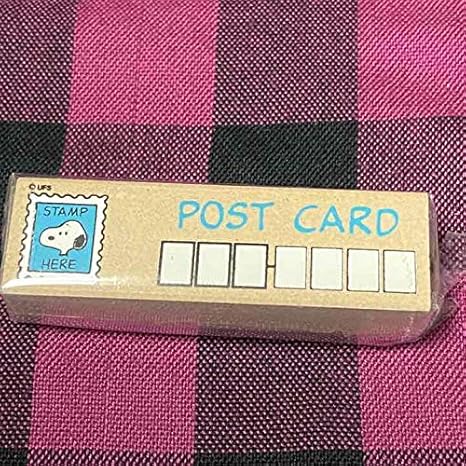 © UFS
STAMP
HERE
POST CARD